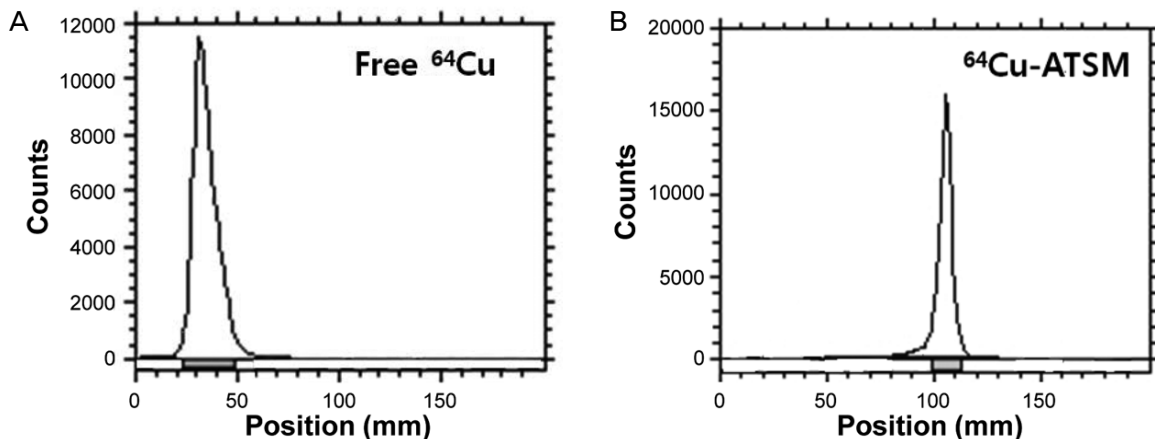 A
12000
10000
8000
6000
4000
2000
0
Counts
Free ⁶⁴Cu
0 50 100 150
Position (mm)
B
20000
15000
10000
5000
0
Counts
⁶⁴Cu-ATSM
0 50 100 150
Position (mm)